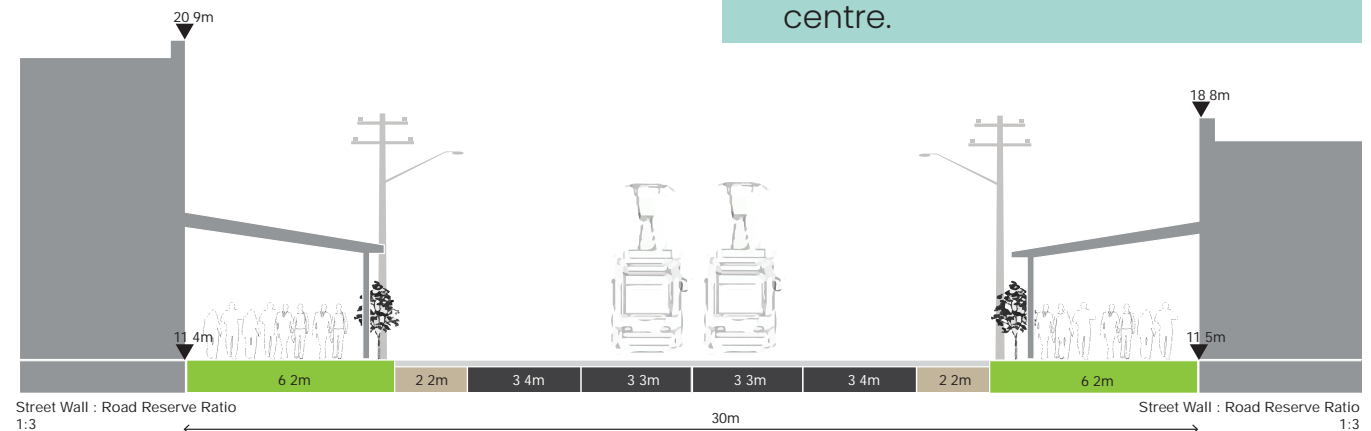 centre.
20 9m
18 8m
11 4m
11 5m
6 2m 2 2m 3 4m 3 3m 3 3m 3 4m 2 2m 6 2m
Street Wall : Road Reserve Ratio
1:3
30m
Street Wall : Road Reserve Ratio
1:3